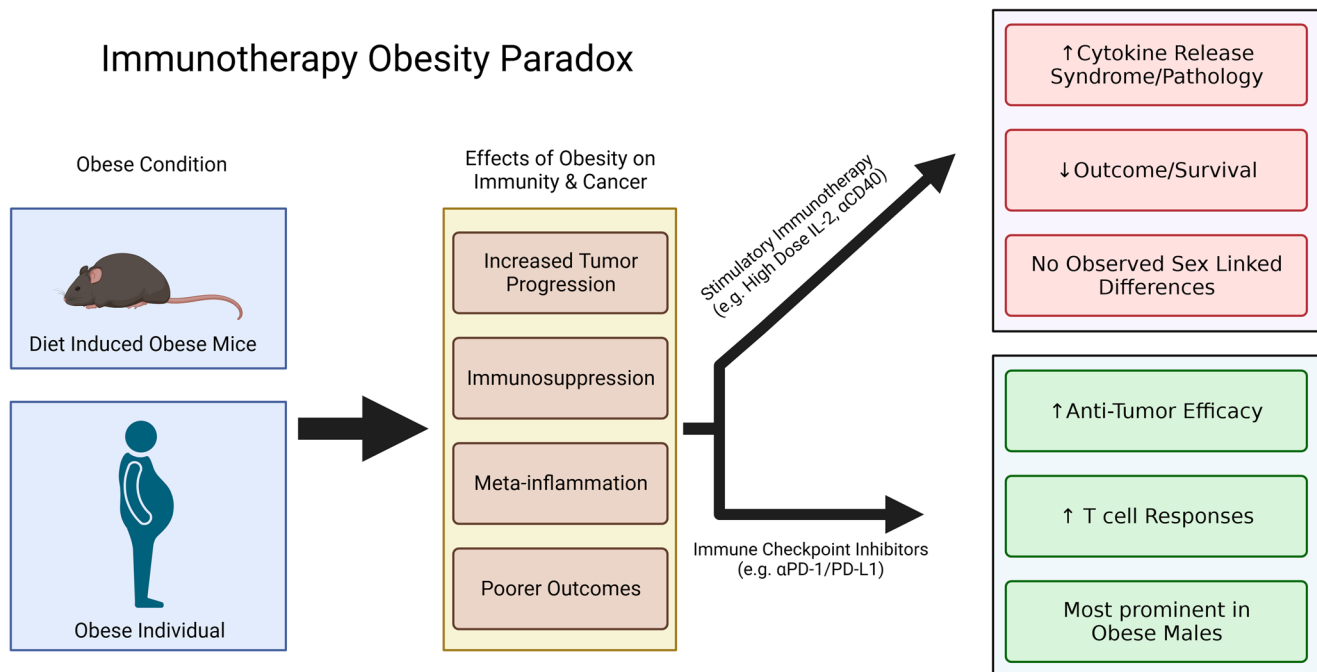 Immunotherapy Obesity Paradox
Obese Condition
Diet Induced Obese Mice
Obese Individual
Effects of Obesity on
Immunity & Cancer
Increased Tumor
Progression
Immunosuppression
Meta-inflammation
Poorer Outcomes
Stimulatory Immunotherapy
(e.g. High Dose IL-2, αCD40)
Immune Checkpoint Inhibitors
(e.g. αPD-1/PD-L1)
↑Cytokine Release
Syndrome/Pathology
↓Outcome/Survival
No Observed Sex Linked
Differences
↑Anti-Tumor Efficacy
↑ T cell Responses
Most prominent in
Obese Males